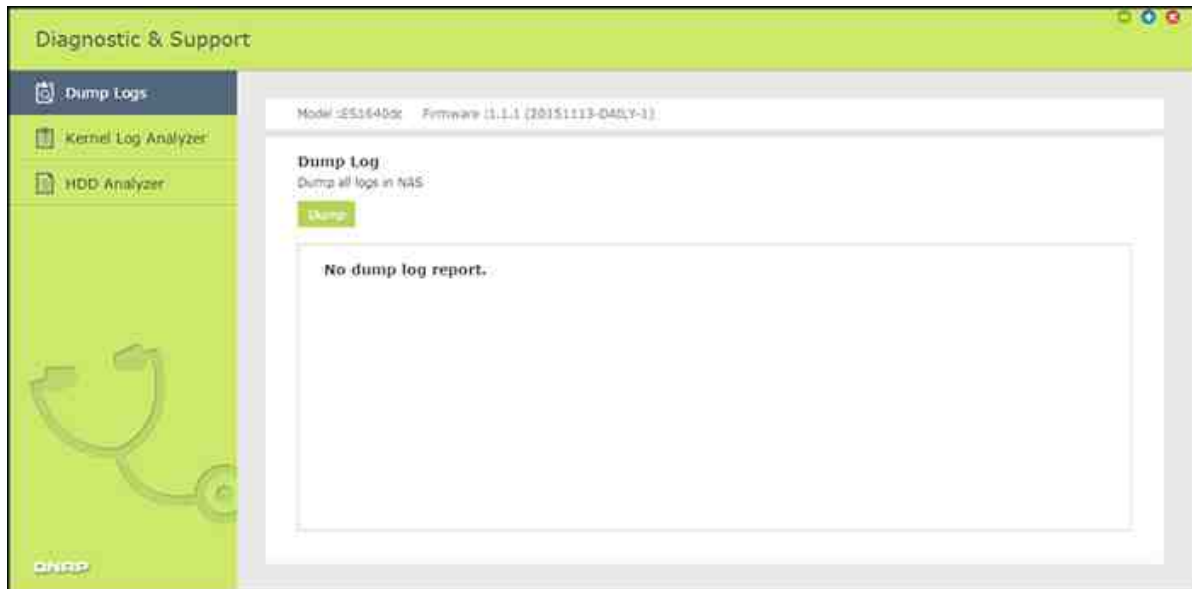 Diagnostic & Support
Dump Logs
Kernel Log Analyzer
HDD Analyzer
Model :ES1640dc Firmware :1.1.1 (20151113-DAILY-1)
Dump Log
Dump all logs in NAS
Dump
No dump log report.
QNAP